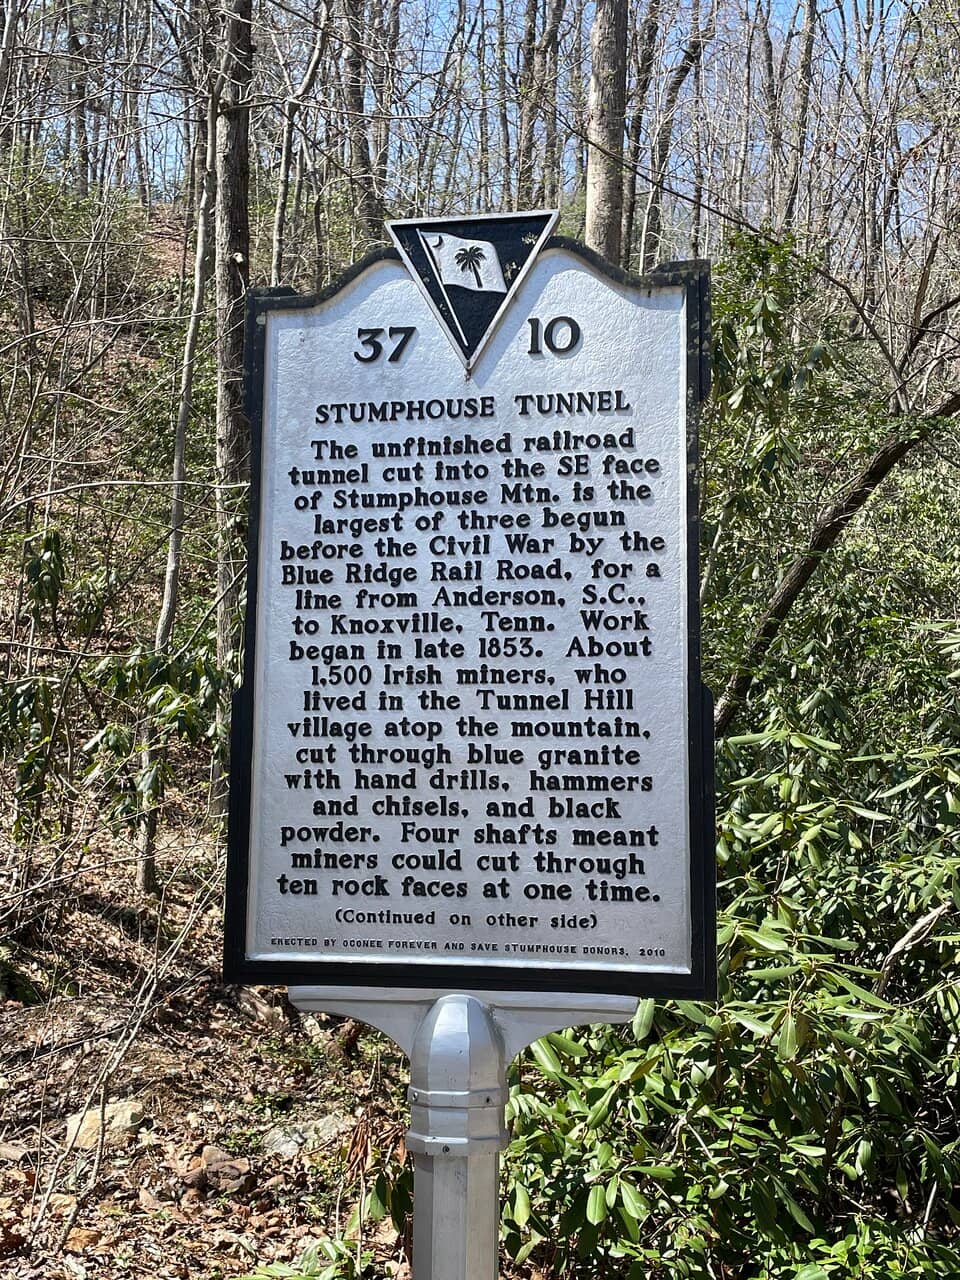 37 10
STUMPHOUSE TUNNEL
The unfinished railroad
tunnel cut into the SE face
of Stumphouse Mtn. is the
largest of three begun
before the Civil War by the
Blue Ridge Rail Road, for a
line from Anderson, S.C.,
to Knoxville, Tenn. Work
began in late 1853. About
1,500 Irish miners, who
lived in the Tunnel Hill
village atop the mountain,
cut through blue granite
with hand drills, hammers
and chisels, and black
powder. Four shafts meant
miners could cut through
ten rock faces at one time.
(Continued on other side)
ERECTED BY OCONEE FOREVER AND SAVE STUMPHOUSE DONORS, 2010